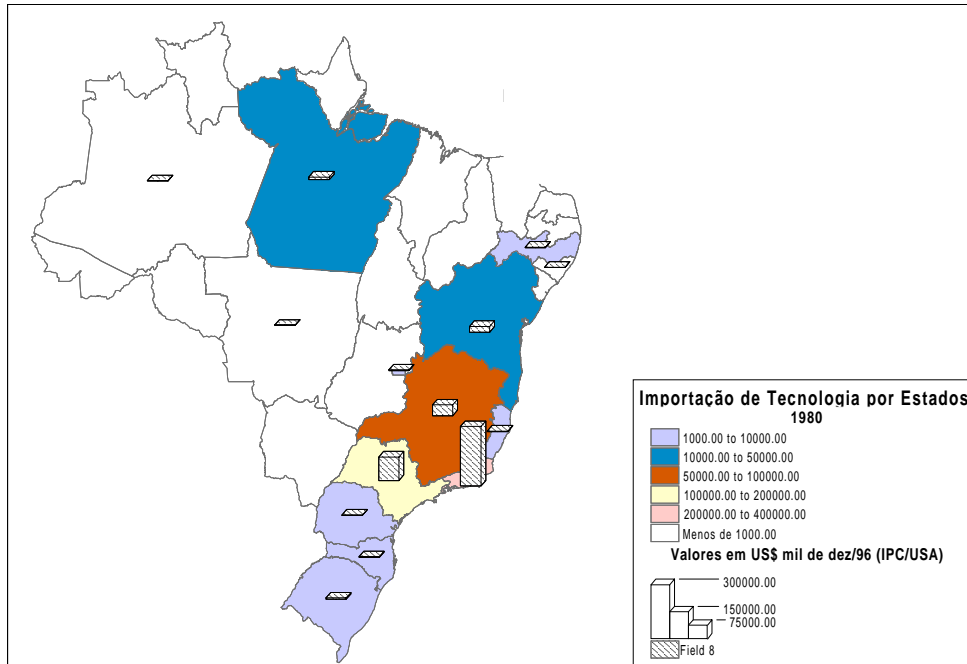 Importação de Tecnologia por Estados
1980
1000.00 to 10000.00
10000.00 to 50000.00
50000.00 to 100000.00
100000.00 to 200000.00
200000.00 to 400000.00
Menos de 1000.00
Valores em US$ mil de dez/96 (IPC/USA)
300000.00
150000.00
75000.00
Field 8